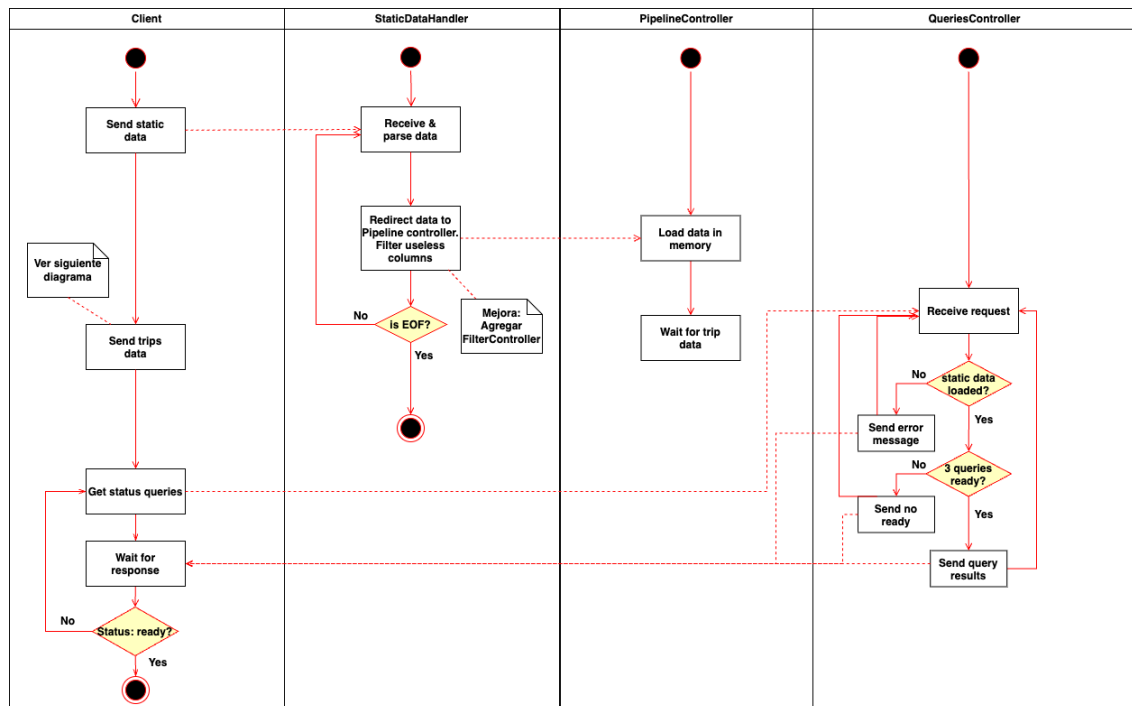 Client
StaticDataHandler
PipelineController
QueriesController
Send static
data
Receive &
parse data
Redirect data to
Pipeline controller.
Filter useless
columns
Load data in
memory
Ver siguiente
diagrama
Mejora:
Agregar
FilterController
No
is EOF?
Yes
Wait for trip
data
Receive request
Send trips
data
No
static data
loaded?
Yes
Send error
message
No
3 queries
ready?
Yes
Get status queries
Send no
ready
Wait for
response
Send query
results
No
Status: ready?
Yes